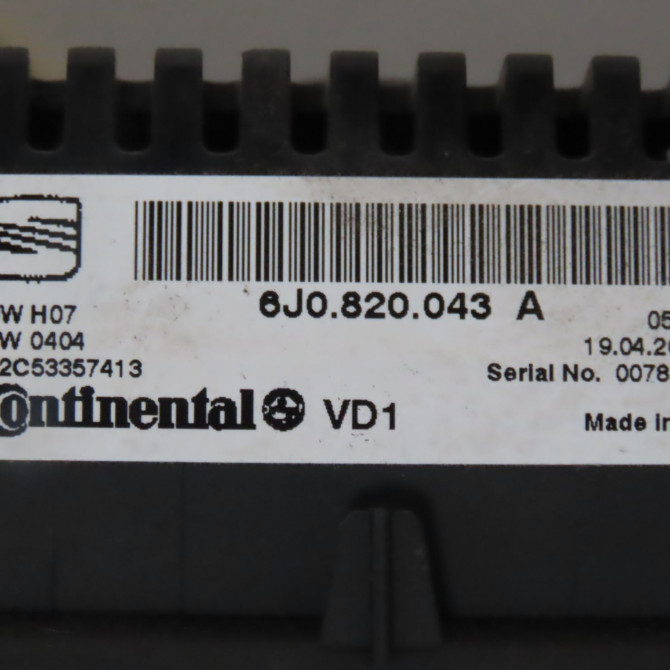 6J0.820.043 A
W H07
05
W 0404
19.04.20
2C53357413
Serial No. 0078
Continental VD1
Made in